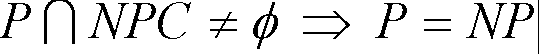 P ⋂ NPC ≠ ϕ ⟹ P = NP